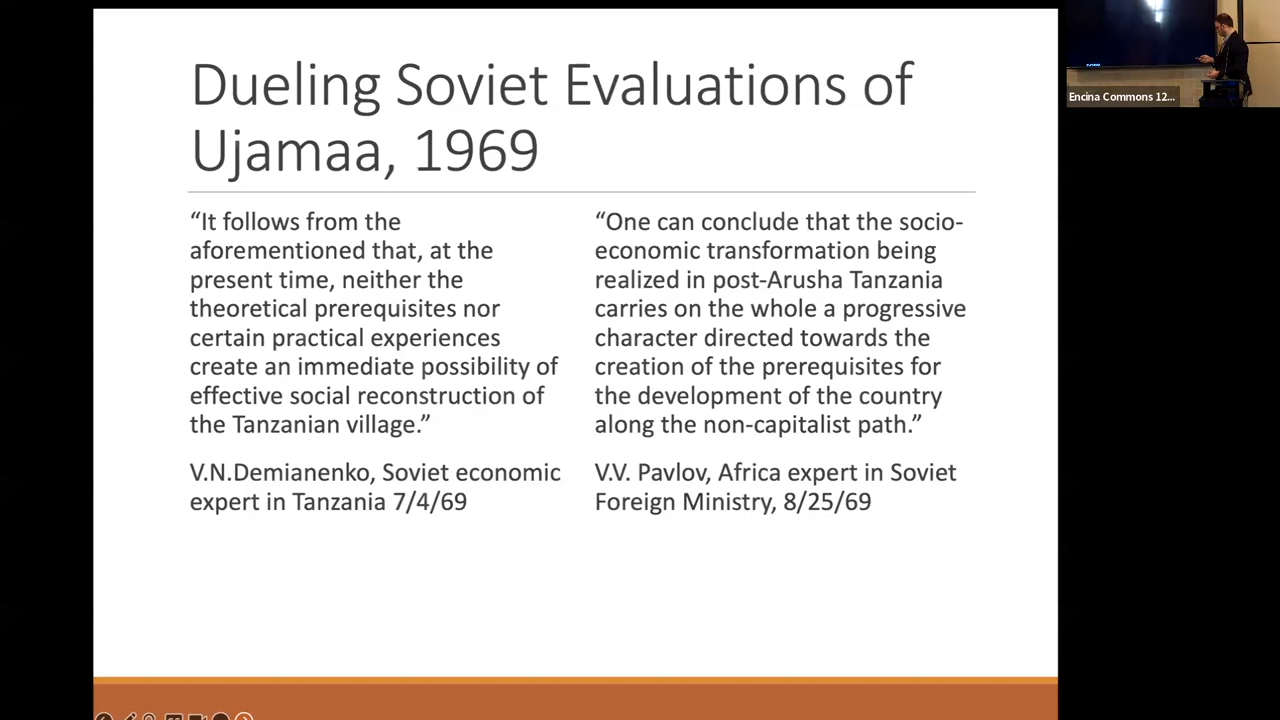 Dueling Soviet Evaluations of
Ujamaa, 1969
“It follows from the
aforementioned that, at the
present time, neither the
theoretical prerequisites nor
certain practical experiences
create an immediate possibility of
effective social reconstruction of
the Tanzanian village.”
V.N.Demianenko, Soviet economic
expert in Tanzania 7/4/69
“One can conclude that the socio-
economic transformation being
realized in post-Arusha Tanzania
carries on the whole a progressive
character directed towards the
creation of the prerequisites for
the development of the country
along the non-capitalist path.”
V.V. Pavlov, Africa expert in Soviet
Foreign Ministry, 8/25/69
Encina Commons 12...